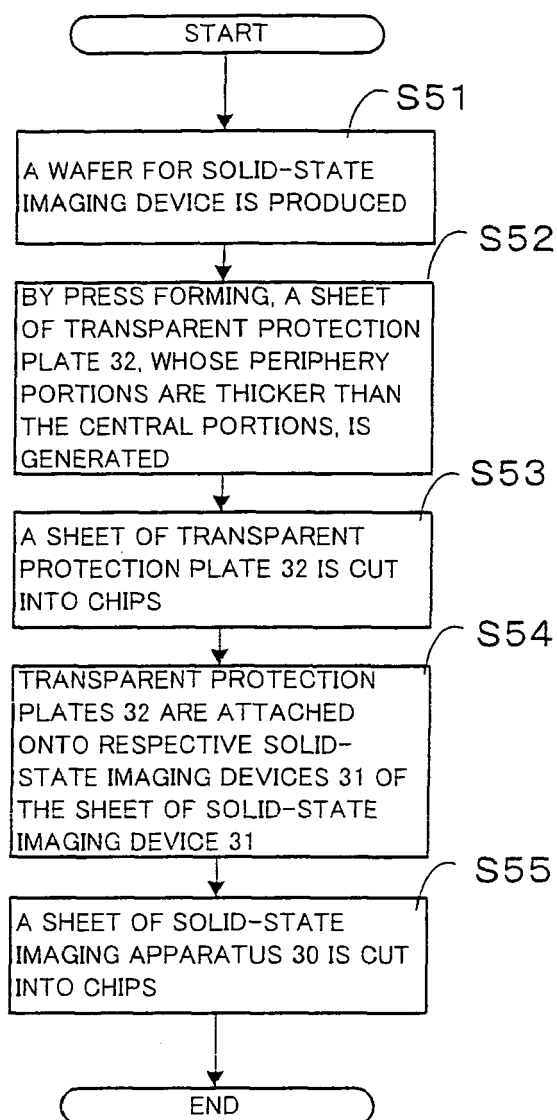 START
S51
A WAFER FOR SOLID-STATE
IMAGING DEVICE IS PRODUCED
S52
BY PRESS FORMING, A SHEET
OF TRANSPARENT PROTECTION
PLATE 32, WHOSE PERIPHERY
PORTIONS ARE THICKER THAN
THE CENTRAL PORTIONS, IS
GENERATED
S53
A SHEET OF TRANSPARENT
PROTECTION PLATE 32 IS CUT
INTO CHIPS
S54
TRANSPARENT PROTECTION
PLATES 32 ARE ATTACHED
ONTO RESPECTIVE SOLID-
STATE IMAGING DEVICES 31 OF
THE SHEET OF SOLID-STATE
IMAGING DEVICE 31
S55
A SHEET OF SOLID-STATE
IMAGING APPARATUS 30 IS CUT
INTO CHIPS
END